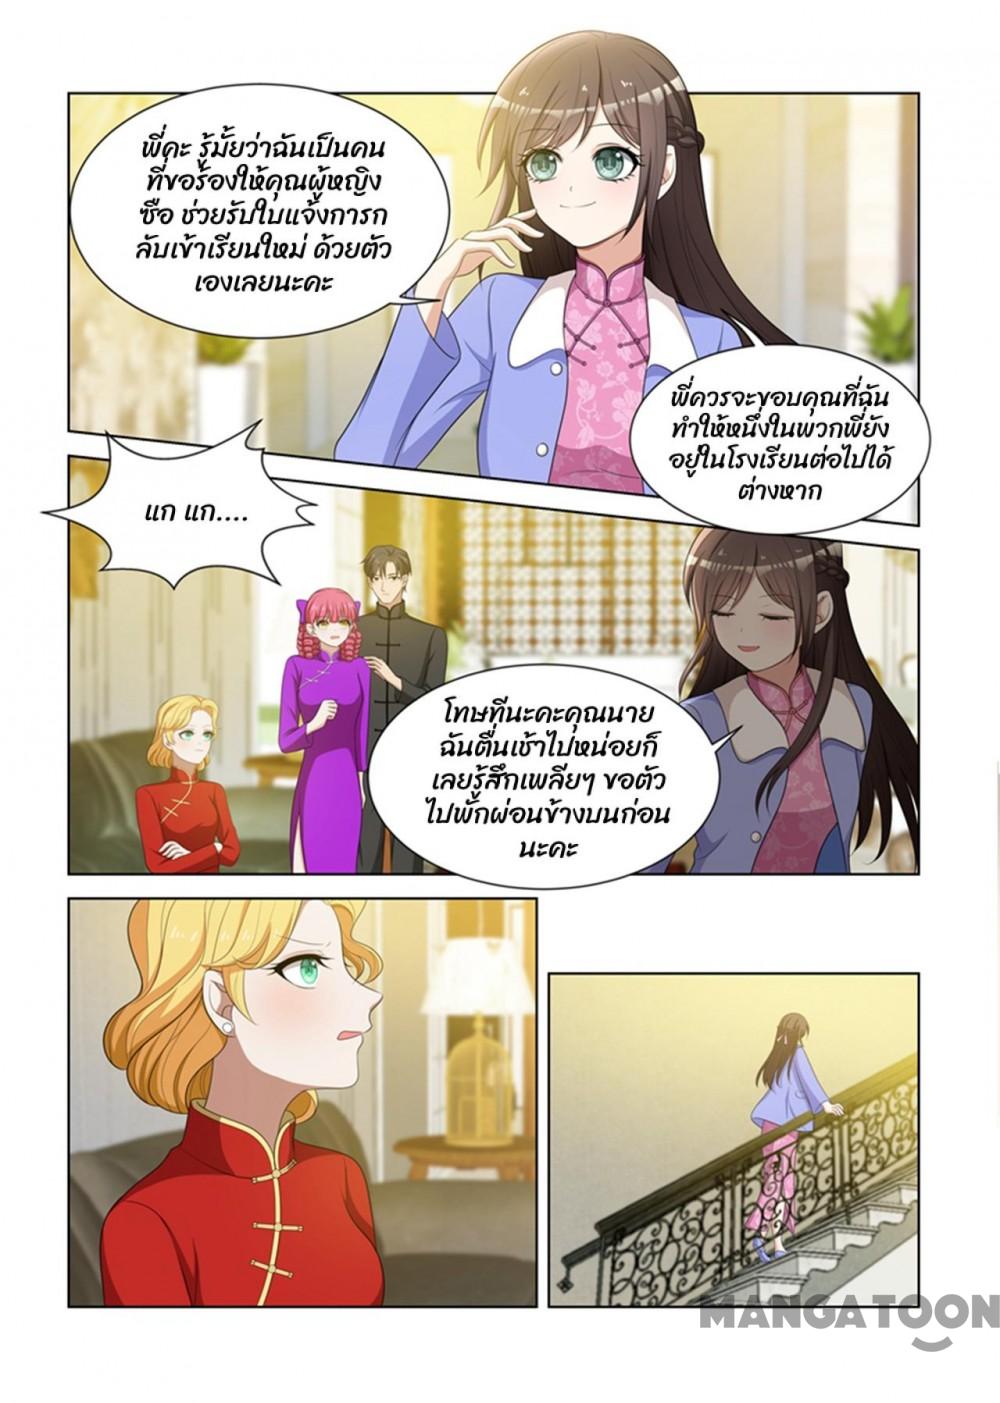 พี่คะ รู้มั้ยว่าฉันเป็นคน
ที่ขอร้องให้คุณผู้หญิง
ซือ ช่วยรับใบแจ้งการก
ลับเข้าเรียนใหม่ ด้วยตัว
เองเลยนะคะ
พี่ควรจะขอบคุณที่ฉัน
ทำให้หนึ่งในพวกพี่ยัง
อยู่ในโรงเรียนต่อไปได้
ต่างหาก
แก แก....
โทษทีนะคะคุณนาย
ฉันตื่นเช้าไปหน่อยก็
เลยรู้สึกเพลียๆ ขอตัว
ไปพักผ่อนข้างบนก่อน
นะคะ
MANGATOON